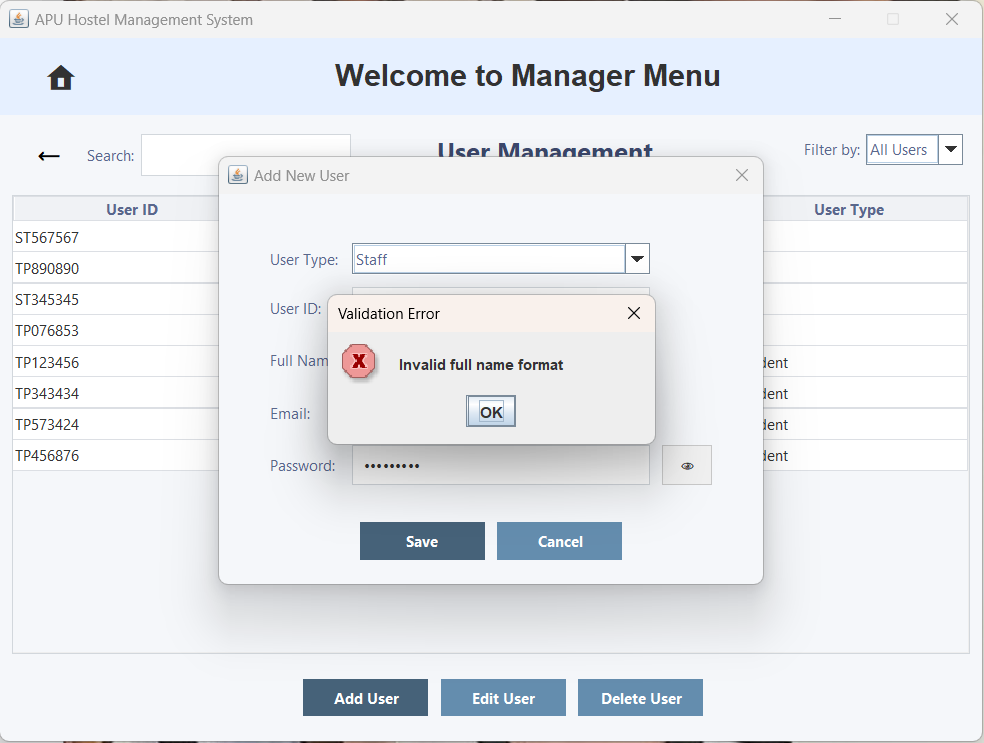 APU Hostel Management System
Welcome to Manager Menu
Search:
User Management
Filter by:
All Users
Add New User
User ID
User Type
ST567567
TP890890
ST345345
TP076853
TP123456
TP343434
TP573424
TP456876
dent
dent
dent
dent
User Type:
Staff
User ID:
Full Nam
Email:
Password:
•••••••••
Validation Error
X
Invalid full name format
OK
Save
Cancel
Add User
Edit User
Delete User